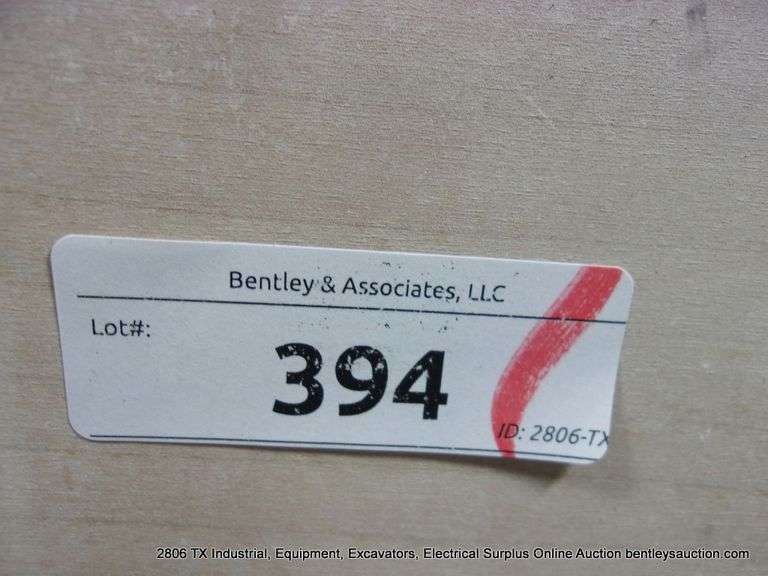 Bentley & Associates, LLC
Lot#:
394
ID: 2806-TX
2806 TX Industrial, Equipment, Excavators, Electrical Surplus Online Auction bentleysauction.com